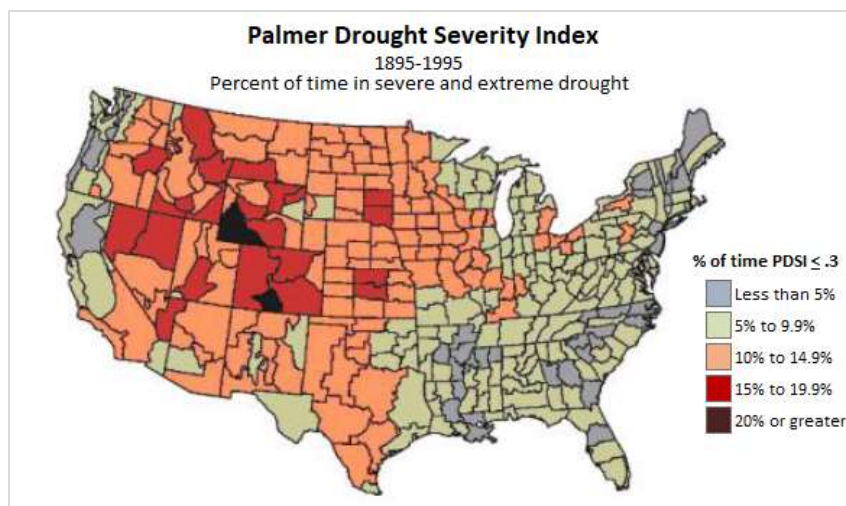 Palmer Drought Severity Index
1895-1995
Percent of time in severe and extreme drought
% of time PDSI ≤ .3
Less than 5%
5% to 9.9%
10% to 14.9%
15% to 19.9%
20% or greater